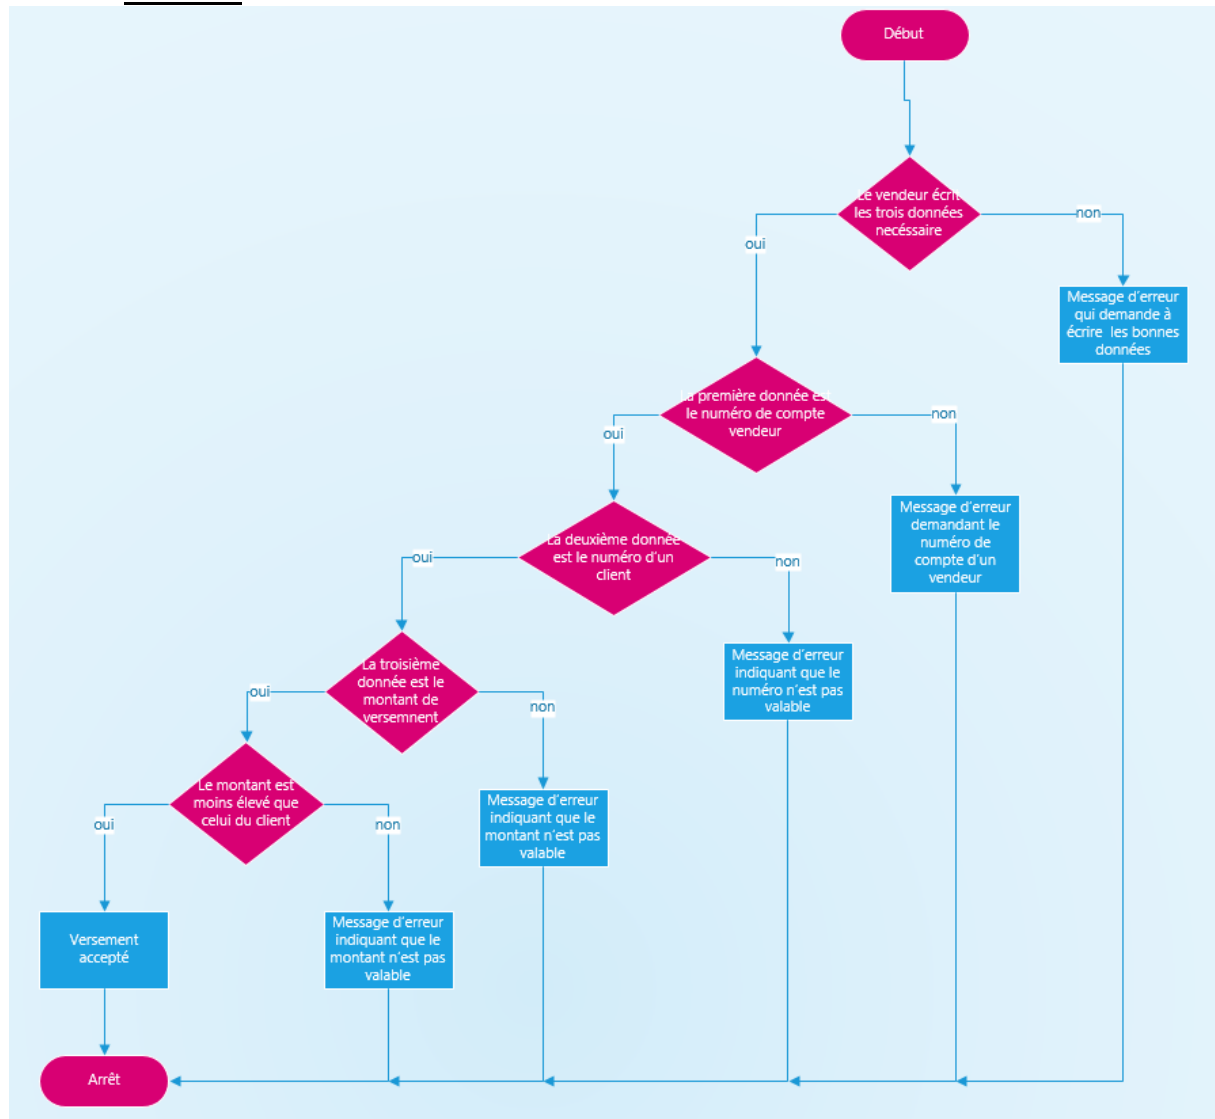 Début
Le vendeur écrit
les trois données
necéssaire
non
oui
Message d'erreur
qui demande à
écrire les bonnes
données
La première donnée est
le numéro de compte
vendeur
non
oui
Message d'erreur
demandant le
numéro de
compte d'un
vendeur
La deuxième donnée
est le numéro d'un
client
oui
non
Message d'erreur
indiquant que le
numéro n'est pas
valable
La troisième
donnée est le
montant de
versemnent
oui
non
Message d'erreur
indiquant que le
montant n'est pas
valable
Le montant est
moins élevé que
celui du client
oui
non
Versement
accepté
Message d'erreur
indiquant que le
montant n'est pas
valable
Arrêt